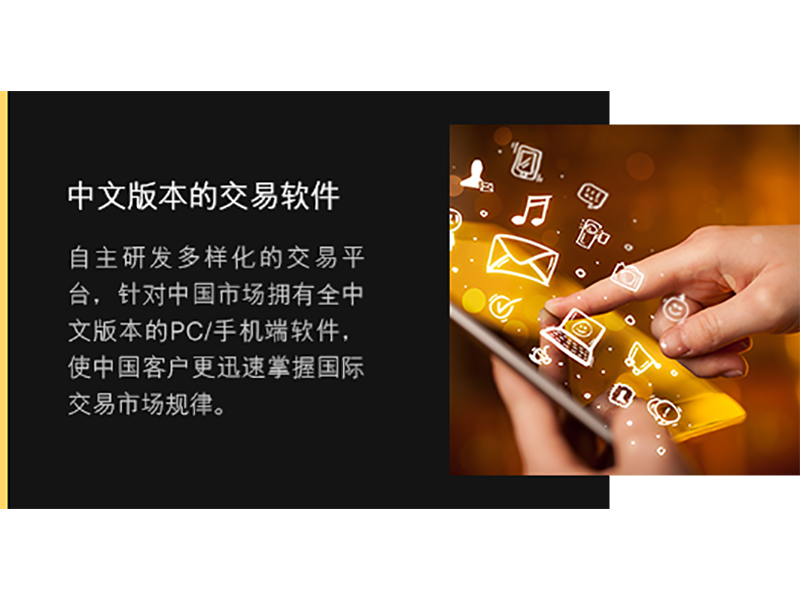 中文版本的交易软件
自主研发多样化的交易平
台，针对中国市场拥有全中
文版本的PC/手机端软件，
使中国客户更迅速掌握国际
交易市场规律。